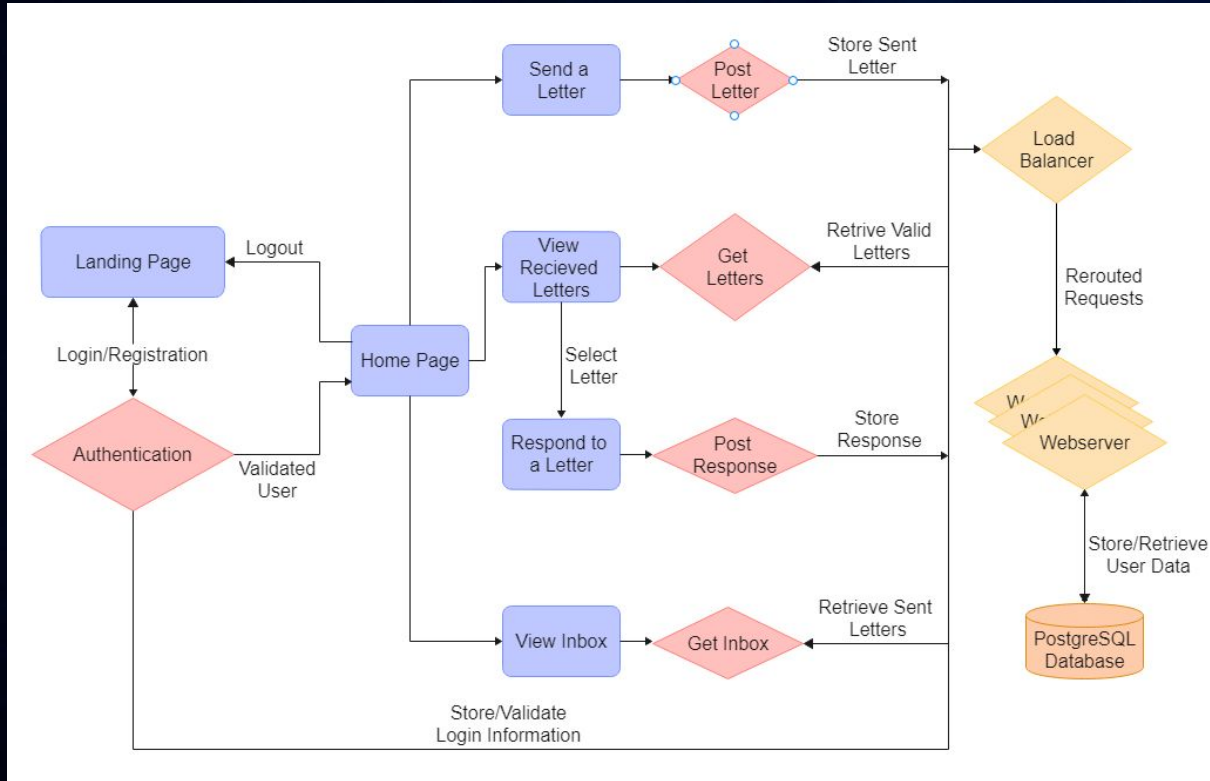 Send a
Letter
Post
Letter
Store Sent
Letter
Load
Balancer
Landing Page
Logout
View
Recieved
Letters
Get
Letters
Retrive Valid
Letters
Rerouted
Requests
Login/Registration
Home Page
Select
Letter
Authentication
Validated
User
Respond to
a Letter
Post
Response
Store
Response
W
We
Webserver
Store/Retrieve
User Data
View Inbox
Get Inbox
Retrieve Sent
Letters
PostgreSQL
Database
Store/Validate
Login Information